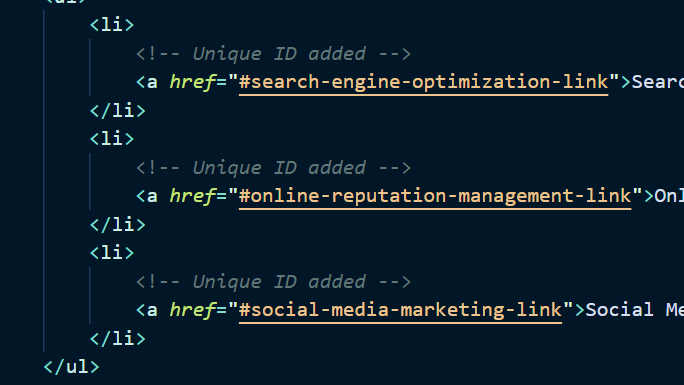 <li>
<!-- Unique ID added -->
<a href="#search-engine-optimization-link">Searc
</li>
<li>
<!-- Unique ID added -->
<a href="#online-reputation-management-link">Onl
</li>
<li>
<!-- Unique ID added -->
<a href="#social-media-marketing-link">Social Me
</li>
</ul>